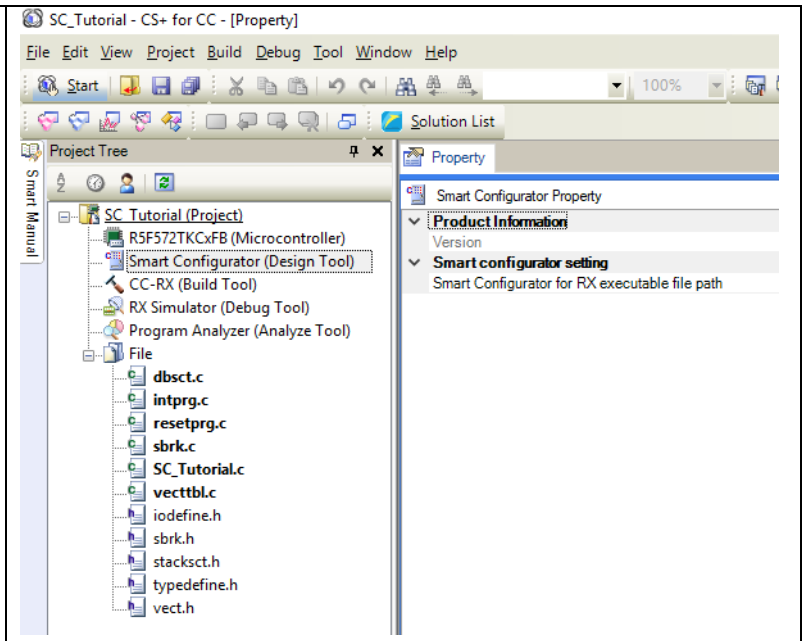 SC_Tutorial - CS+ for CC - [Property]
File Edit View Project Build Debug Tool Window Help
Start 100%
Solution List
Smart Manual
Project Tree
Property
SC_Tutorial (Project)
R5F572TKCxFB (Microcontroller)
Smart Configurator (Design Tool)
CC-RX (Build Tool)
RX Simulator (Debug Tool)
Program Analyzer (Analyze Tool)
File
dbsct.c
intprg.c
resetprg.c
sbrk.c
SC_Tutorial.c
vecttbl.c
iodefine.h
sbrk.h
stacksct.h
typedefine.h
vect.h
Smart Configurator Property
Product Information
Version
Smart configurator setting
Smart Configurator for RX executable file path